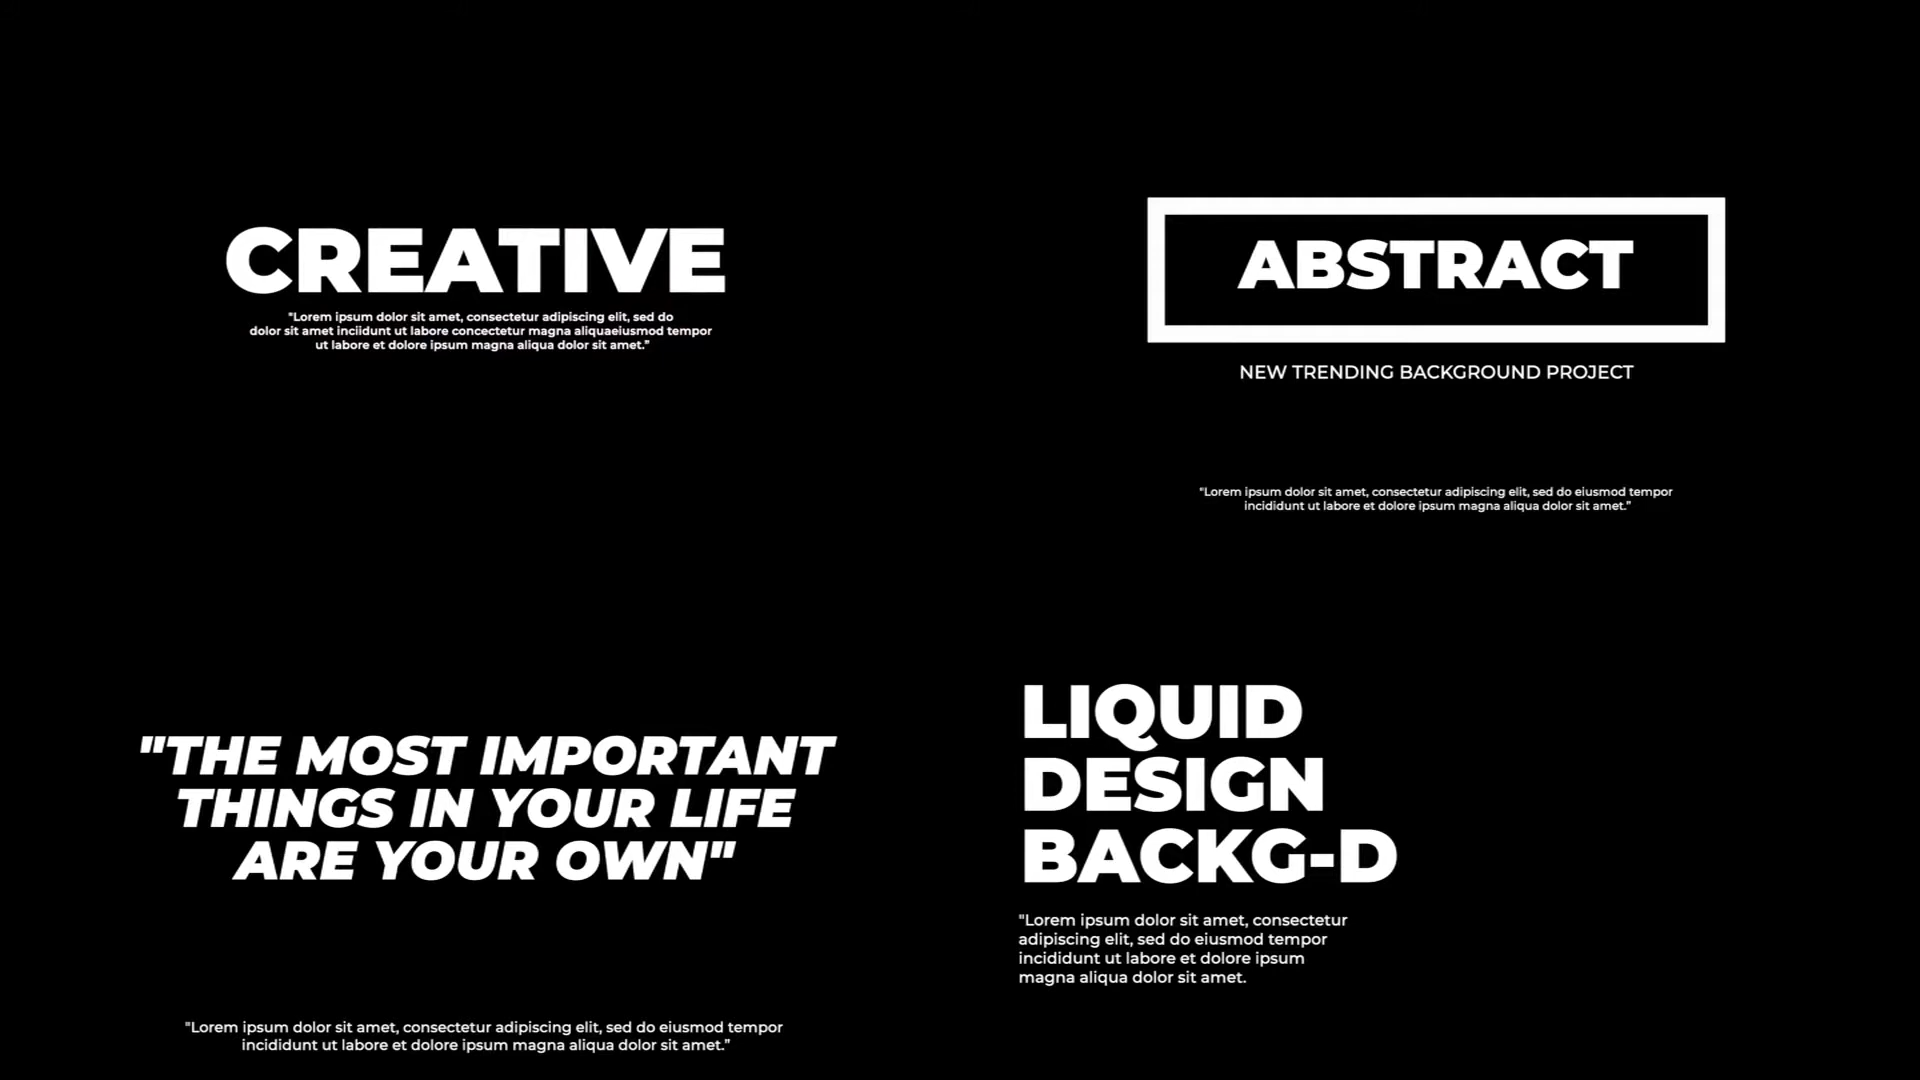 CREATIVE
"Lorem ipsum dolor sit amet, consectetur adipiscing elit, sed do
dolor sit amet inciidunt ut labore concectetur magna aliquaeiusmod tempor
ut labore et dolore ipsum magna aliqua dolor sit amet."
ABSTRACT
NEW TRENDING BACKGROUND PROJECT
"Lorem ipsum dolor sit amet, consectetur adipiscing elit, sed do eiusmod tempor
incididunt ut labore et dolore ipsum magna aliqua dolor sit amet."
"THE MOST IMPORTANT
THINGS IN YOUR LIFE
ARE YOUR OWN"
"Lorem ipsum dolor sit amet, consectetur adipiscing elit, sed do eiusmod tempor
incididunt ut labore et dolore ipsum magna aliqua dolor sit amet."
LIQUID
DESIGN
BACKG-D
"Lorem ipsum dolor sit amet, consectetur
adipiscing elit, sed do eiusmod tempor
incididunt ut labore et dolore ipsum
magna aliqua dolor sit amet.